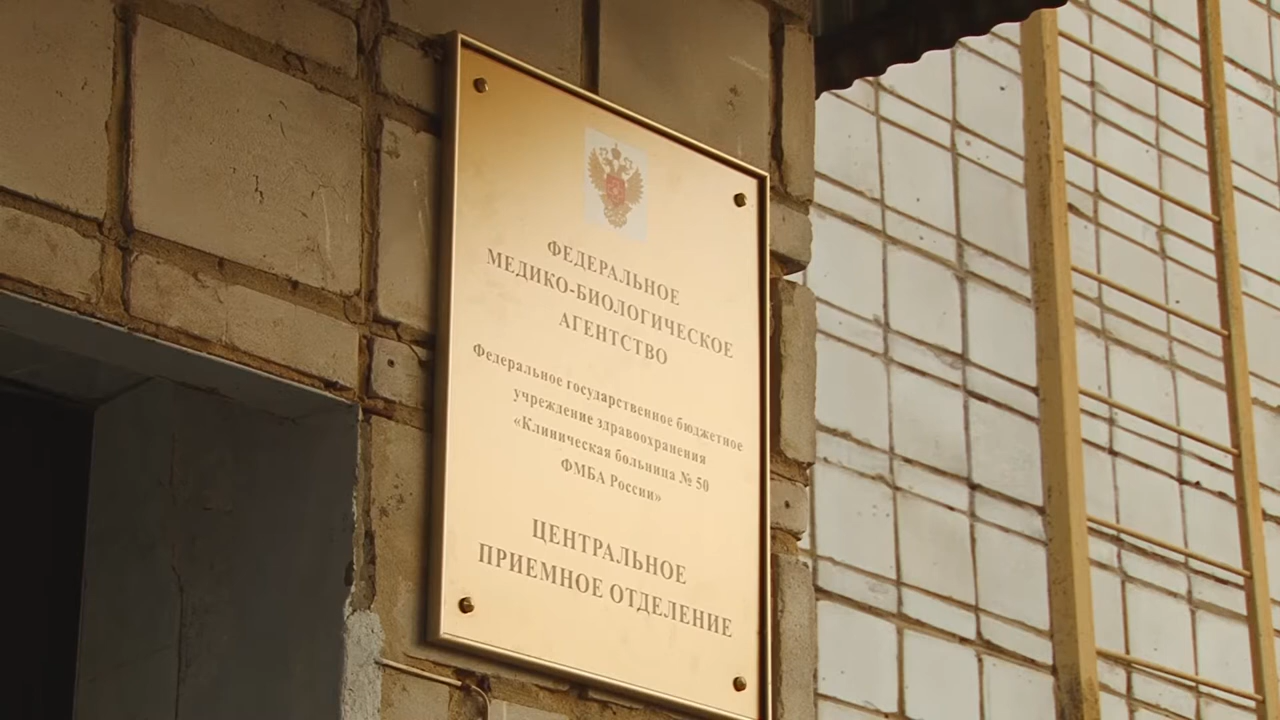 ФЕДЕРАЛЬНОЕ
МЕДИКО-БИОЛОГИЧЕСКОЕ
АГЕНТСТВО
Федеральное государственное бюджетное
учреждение здравоохранения
«Клиническая больница № 50
ФМБА России»
ЦЕНТРАЛЬНОЕ
ПРИЕМНОЕ ОТДЕЛЕНИЕ